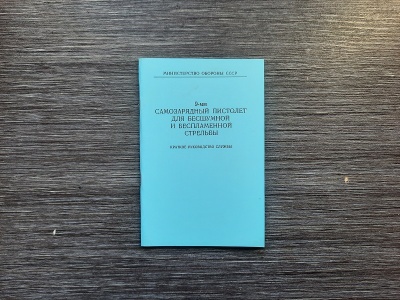 МИНИСТЕРСТВО ОБОРОНЫ СССР
9-мм
САМОЗАРЯДНЫЙ ПИСТОЛЕТ
ДЛЯ БЕСШУМНОЙ
И БЕСПЛАМЕННОЙ
СТРЕЛЬБЫ
КРАТКОЕ РУКОВОДСТВО СЛУЖБЫ